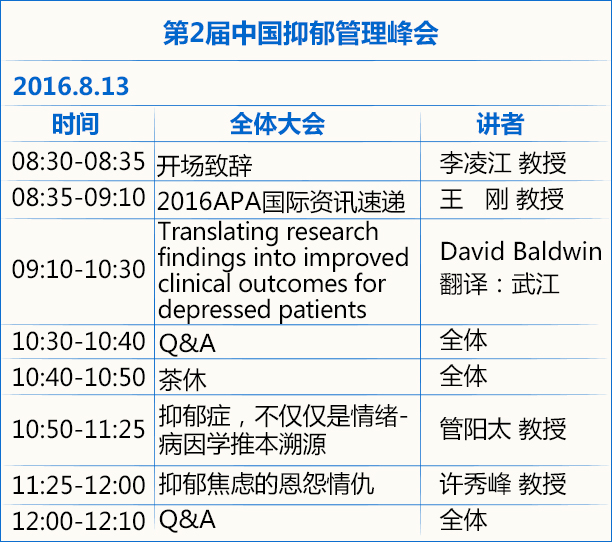 第2届中国抑郁管理峰会
2016.8.13
时间 全体大会 讲者
08:30-08:35 开场致辞 李凌江 教授
08:35-09:10 2016APA国际资讯速递 王 刚 教授
09:10-10:30
Translating research
findings into improved
clinical outcomes for
depressed patients
David Baldwin
翻译：武江
10:30-10:40 Q&A 全体
10:40-10:50 茶休 全体
10:50-11:25
抑郁症，不仅仅是情绪-
病因学推本溯源
管阳太 教授
11:25-12:00 抑郁焦虑的恩怨情仇 许秀峰 教授
12:00-12:10 Q&A 全体